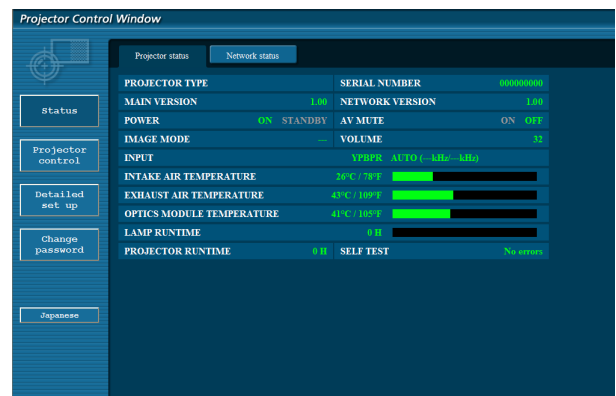 Projector Control Window
Projector status
Network status
Status
Projector control
Detailed set up
Change password
Japanese
PROJECTOR TYPE
SERIAL NUMBER 000000000
MAIN VERSION 1.00
NETWORK VERSION 1.00
POWER ON STANDBY
AV MUTE ON OFF
IMAGE MODE ---
VOLUME 32
INPUT YPBPR AUTO (---kHz/---kHz)
INTAKE AIR TEMPERATURE 26°C / 78°F
EXHAUST AIR TEMPERATURE 43°C / 109°F
OPTICS MODULE TEMPERATURE 41°C / 105°F
LAMP RUNTIME 0 H
PROJECTOR RUNTIME 0 H
SELF TEST No errors